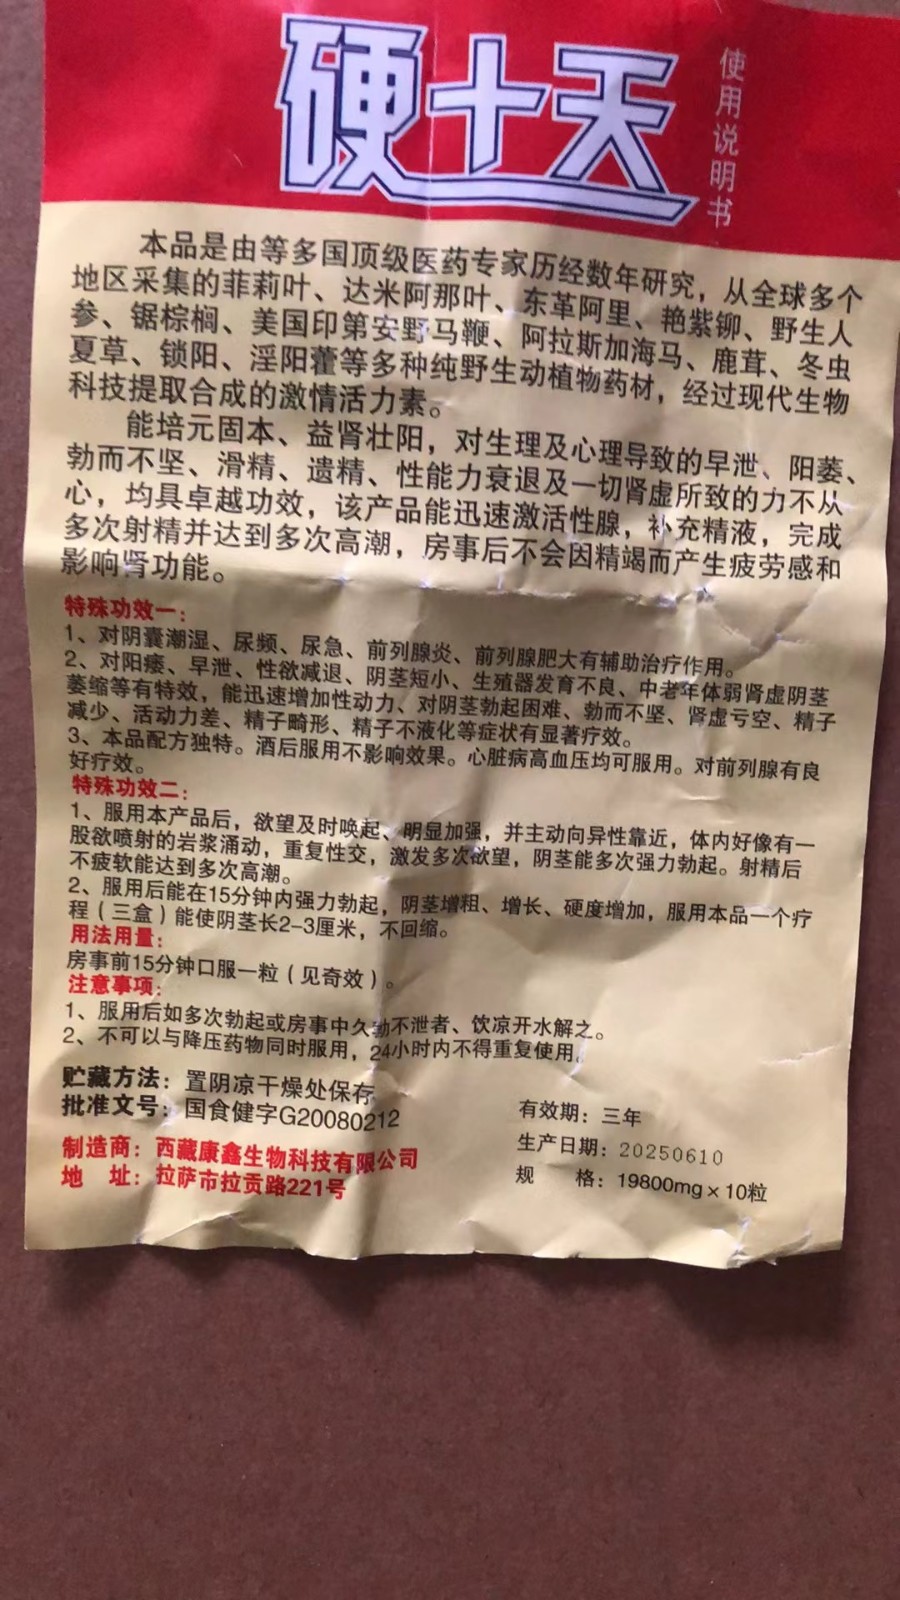 硬十天
使用说明书
本品是由等多国顶级医药专家历经数年研究，从全球多个
地区采集的菲莉叶、达米阿那叶、东革阿里、艳紫铆、野生人
参、锯棕榈、美国印第安野马鞭、阿拉斯加海马、鹿茸、冬虫
夏草、锁阳、淫阳藿等多种纯野生动植物药材，经过现代生物
科技提取合成的激情活力素。
能培元固本、益肾壮阳，对生理及心理导致的早泄、阳萎、
勃而不坚、滑精、遗精、性能力衰退及一切肾虚所致的力不从
心，均具卓越功效，该产品能迅速激活性腺，补充精液，完成
多次射精并达到多次高潮，房事后不会因精竭而产生疲劳感和
影响肾功能。
特殊功效一：
1、对阴囊潮湿、尿频、尿急、前列腺炎、前列腺肥大有辅助治疗作用。
2、对阳痿、早泄、性欲减退、阴茎短小、生殖器发育不良、中老年体弱肾虚阴茎
萎缩等有特效，能迅速增加性动力、对阴茎勃起困难、勃而不坚、肾虚亏空、精子
减少、活动力差、精子畸形、精子不液化等症状有显著疗效。
3、本品配方独特。酒后服用不影响效果。心脏病高血压均可服用。对前列腺有良
好疗效。
特殊功效二：
1、服用本产品后，欲望及时唤起、明显加强，并主动向异性靠近，体内好像有一
股欲喷射的岩浆涌动，重复性交，激发多次欲望，阴茎能多次强力勃起。射精后
不疲软能达到多次高潮。
2、服用后能在15分钟内强力勃起，阴茎增粗、增长、硬度增加，服用本品一个疗
程（三盒）能使阴茎长2-3厘米，不回缩。
用法用量：
房事前15分钟口服一粒（见奇效）。
注意事项：
1、服用后如多次勃起或房事中久勃不泄者、饮凉开水解之。
2、不可以与降压药物同时服用，24小时内不得重复使用。
贮藏方法：置阴凉干燥处保存
批准文号：国食健字G20080212
制造商：西藏康鑫生物科技有限公司
地 址：拉萨市拉贡路221号
有效期：三年
生产日期：20250610
规 格：19800mg×10粒